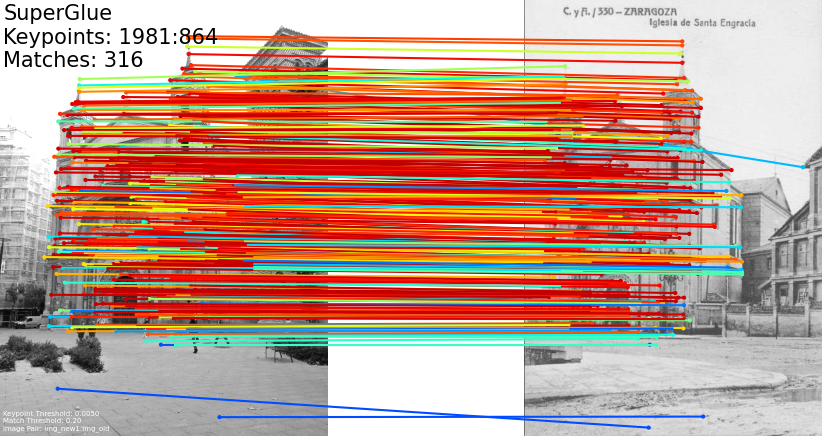 SuperGlue
Keypoints: 1981:864
Matches: 316
C. y A. / 330 – ZARAGOZA
Iglesia de Santa Engracia
Keypoint Threshold: 0.0050
Match Threshold: 0.20
Image Pair: img_new1:img_old